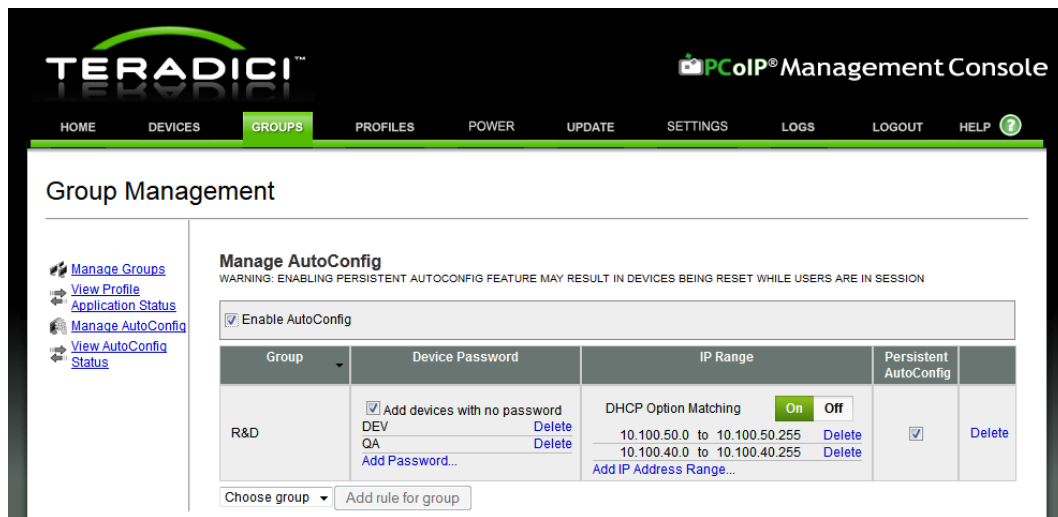 TERADICI™
PCoIP® Management Console
HOME DEVICES GROUPS PROFILES POWER UPDATE SETTINGS LOGS LOGOUT HELP ?
Group Management
Manage Groups
View Profile
Application Status
Manage AutoConfig
View AutoConfig
Status
Manage AutoConfig
WARNING: ENABLING PERSISTENT AUTOCONFIG FEATURE MAY RESULT IN DEVICES BEING RESET WHILE USERS ARE IN SESSION
Enable AutoConfig
Group Device Password IP Range Persistent
AutoConfig
R&D
Add devices with no password
DEV Delete
QA Delete
Add Password...
DHCP Option Matching On Off
10.100.50.0 to 10.100.50.255 Delete
10.100.40.0 to 10.100.40.255 Delete
Add IP Address Range...
Delete
Choose group Add rule for group